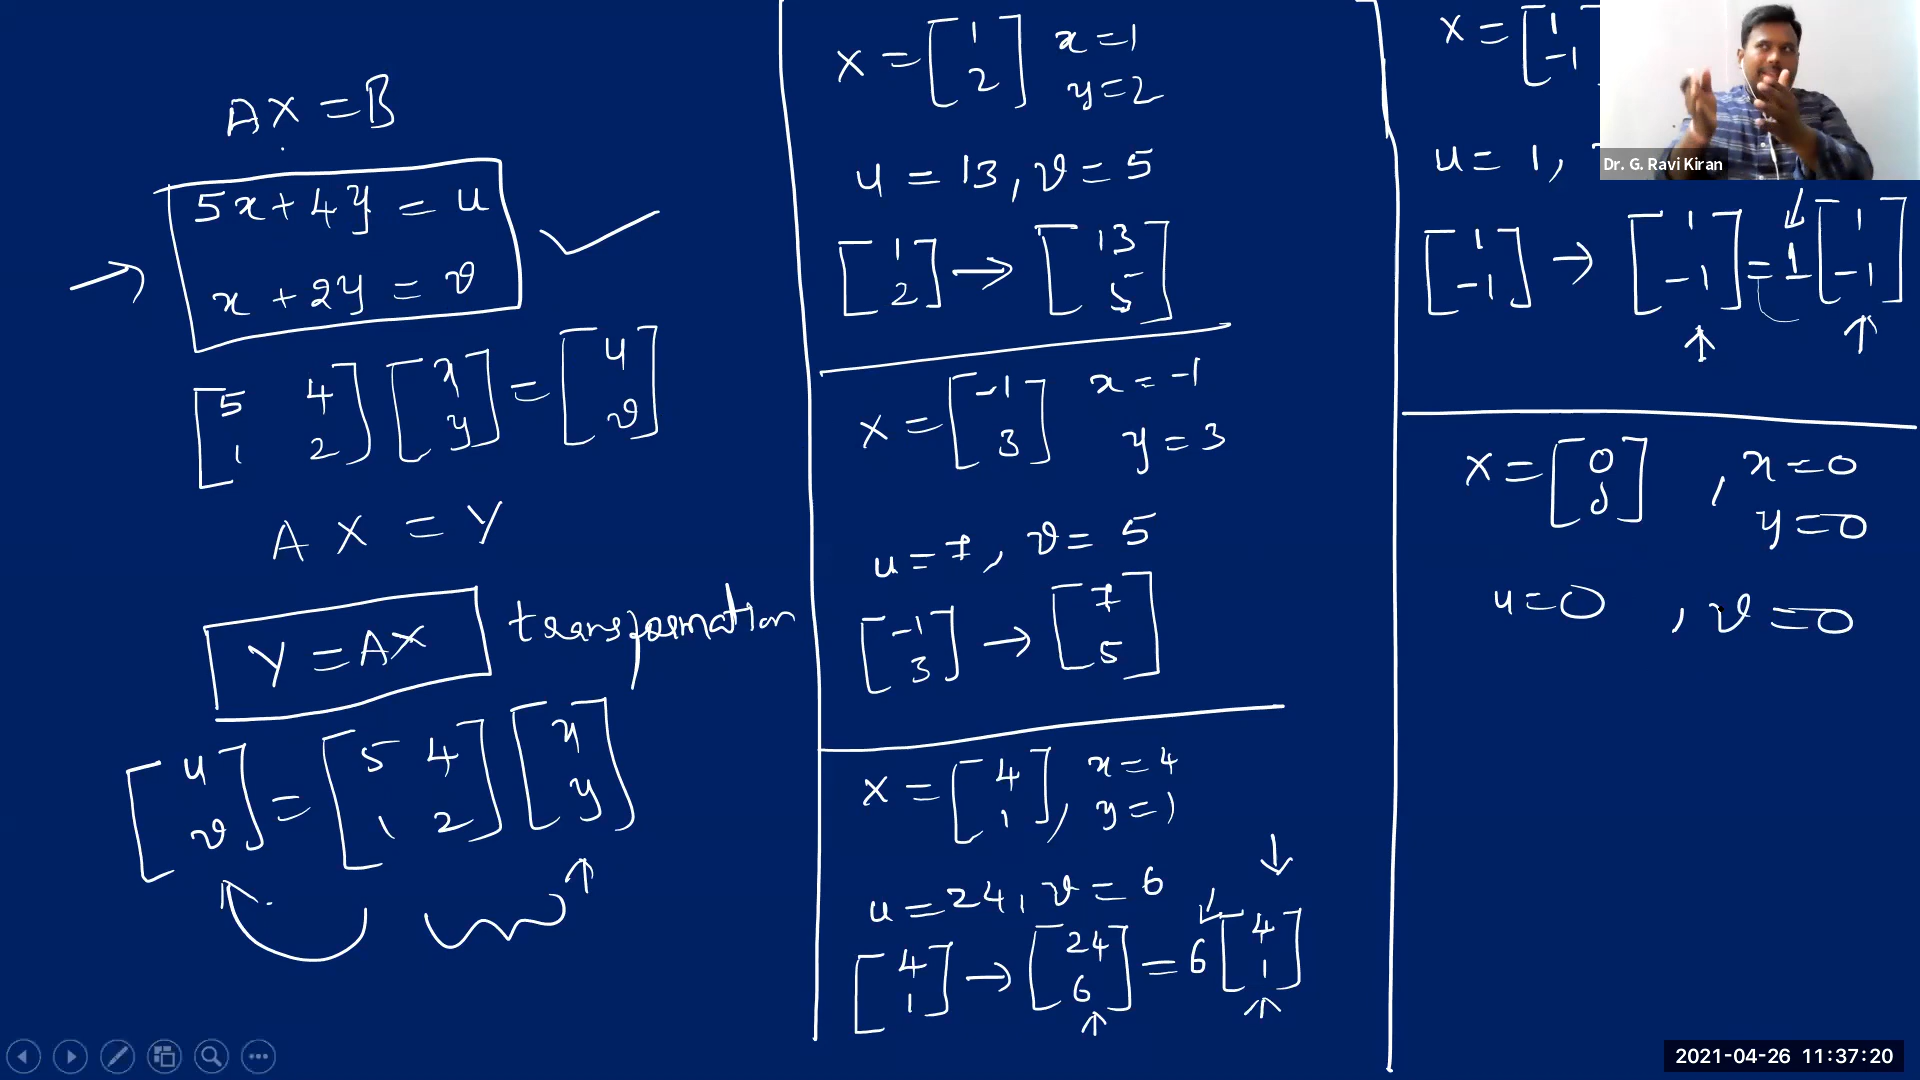 AX = B
5x + 4y = u
x + 2y = v
[5 4; 1 2] [x; y] = [u; v]
A X = Y
Y = AX transformation
[u; v] = [5 4; 1 2] [x; y]
X = [1; 2] x = 1
y = 2
u = 13, v = 5
[1; 2] → [13; 5]
X = [-1; 3] x = -1
y = 3
u = 7, v = 5
[-1; 3] → [7; 5]
X = [4; 1], x = 4
y = 1
u = 24, v = 6
[4; 1] → [24; 6] = 6 [4; 1]
X = [1; -1]
u = 1,
[1; -1] → [1; -1] = 1 [1; -1]
X = [0; 0], x = 0
y = 0
u = 0, v = 0
Dr. G. Ravi Kiran
2021-04-26 11:37:20